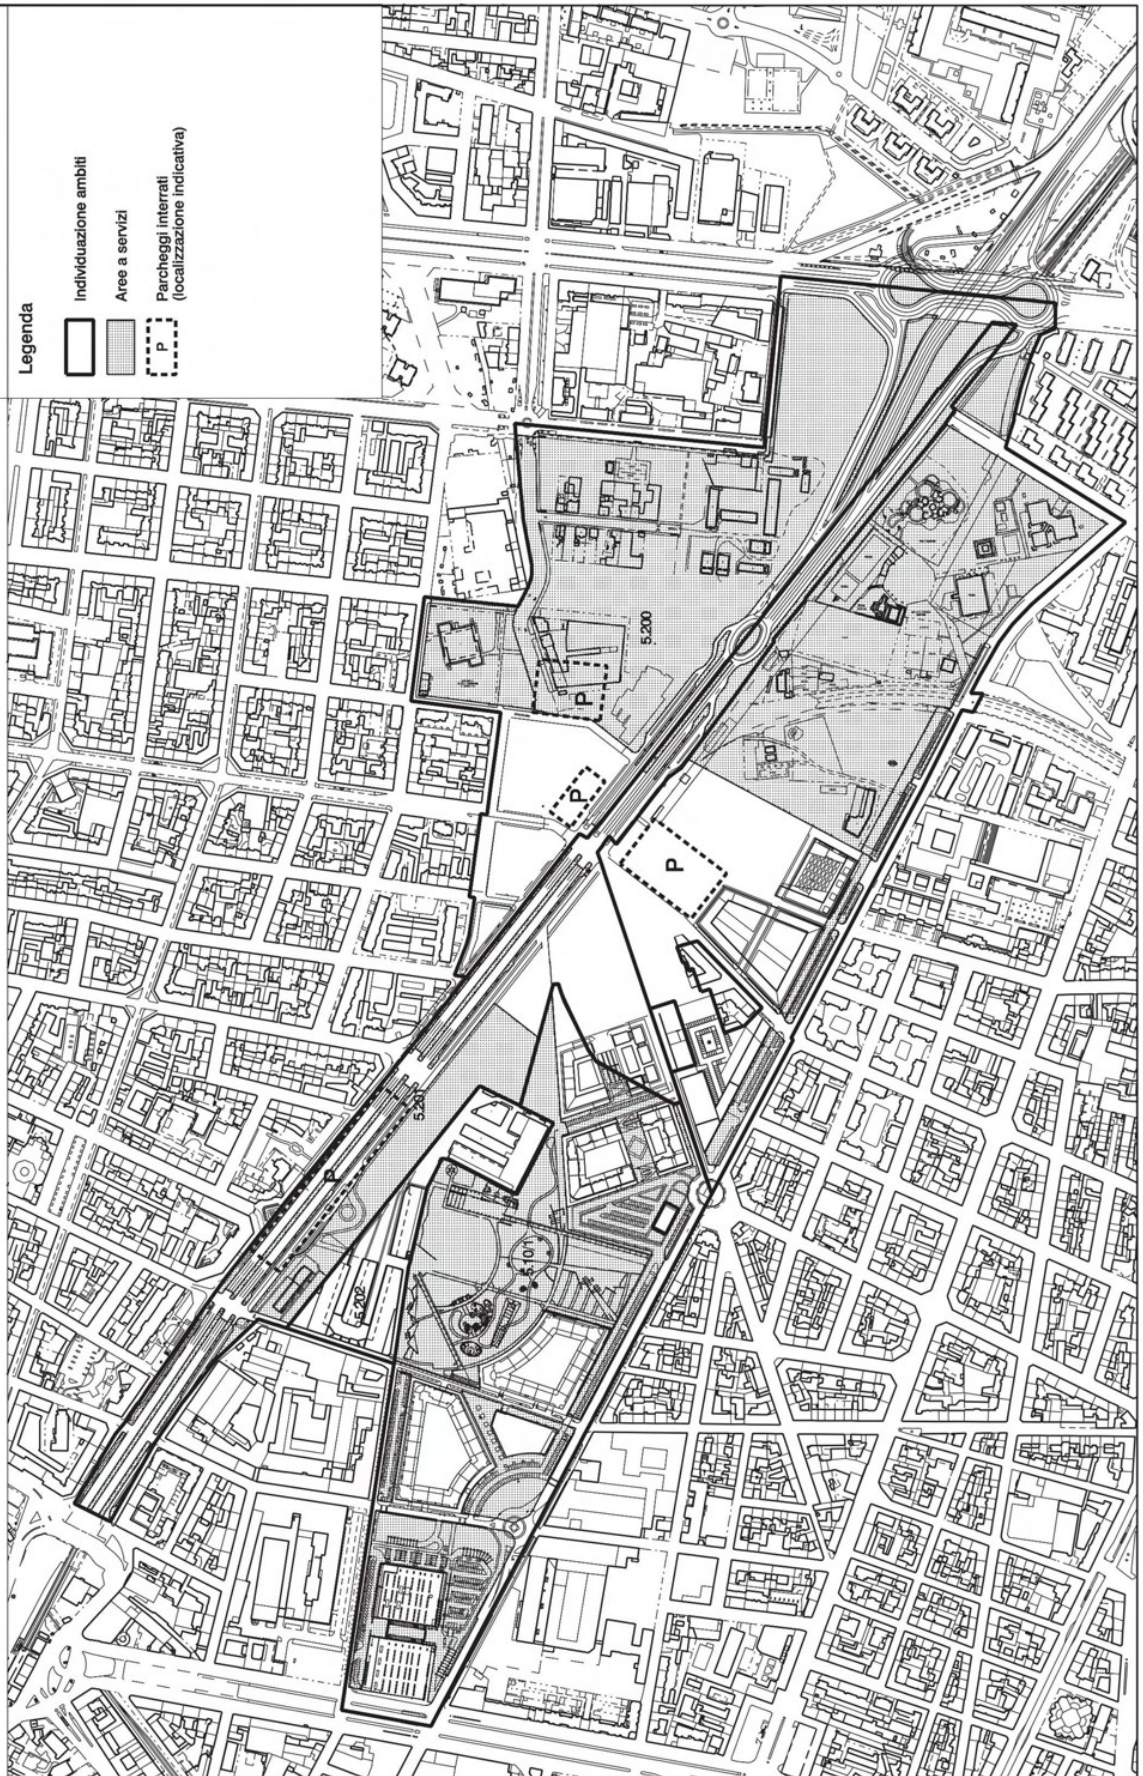 Legenda
Individuazione ambiti
Aree a servizi
P
Parcheggi interrati
(localizzazione indicativa)
5.200
P
P
P
5.201
P
5.202
5.101